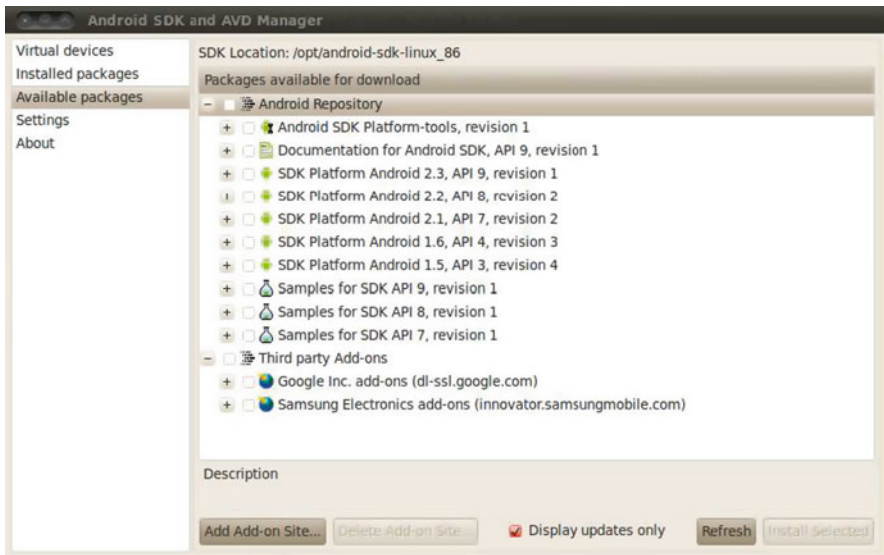 Android SDK and AVD Manager
Virtual devices
Installed packages
Available packages
Settings
About
SDK Location: /opt/android-sdk-linux_86
Packages available for download
Android Repository
Android SDK Platform-tools, revision 1
Documentation for Android SDK, API 9, revision 1
SDK Platform Android 2.3, API 9, revision 1
SDK Platform Android 2.2, API 8, revision 2
SDK Platform Android 2.1, API 7, revision 2
SDK Platform Android 1.6, API 4, revision 3
SDK Platform Android 1.5, API 3, revision 4
Samples for SDK API 9, revision 1
Samples for SDK API 8, revision 1
Samples for SDK API 7, revision 1
Third party Add-ons
Google Inc. add-ons (dl-ssl.google.com)
Samsung Electronics add-ons (innovator.samsungmobile.com)
Description
Add Add-on Site... Delete Add-on Site... Display updates only Refresh Install Selected